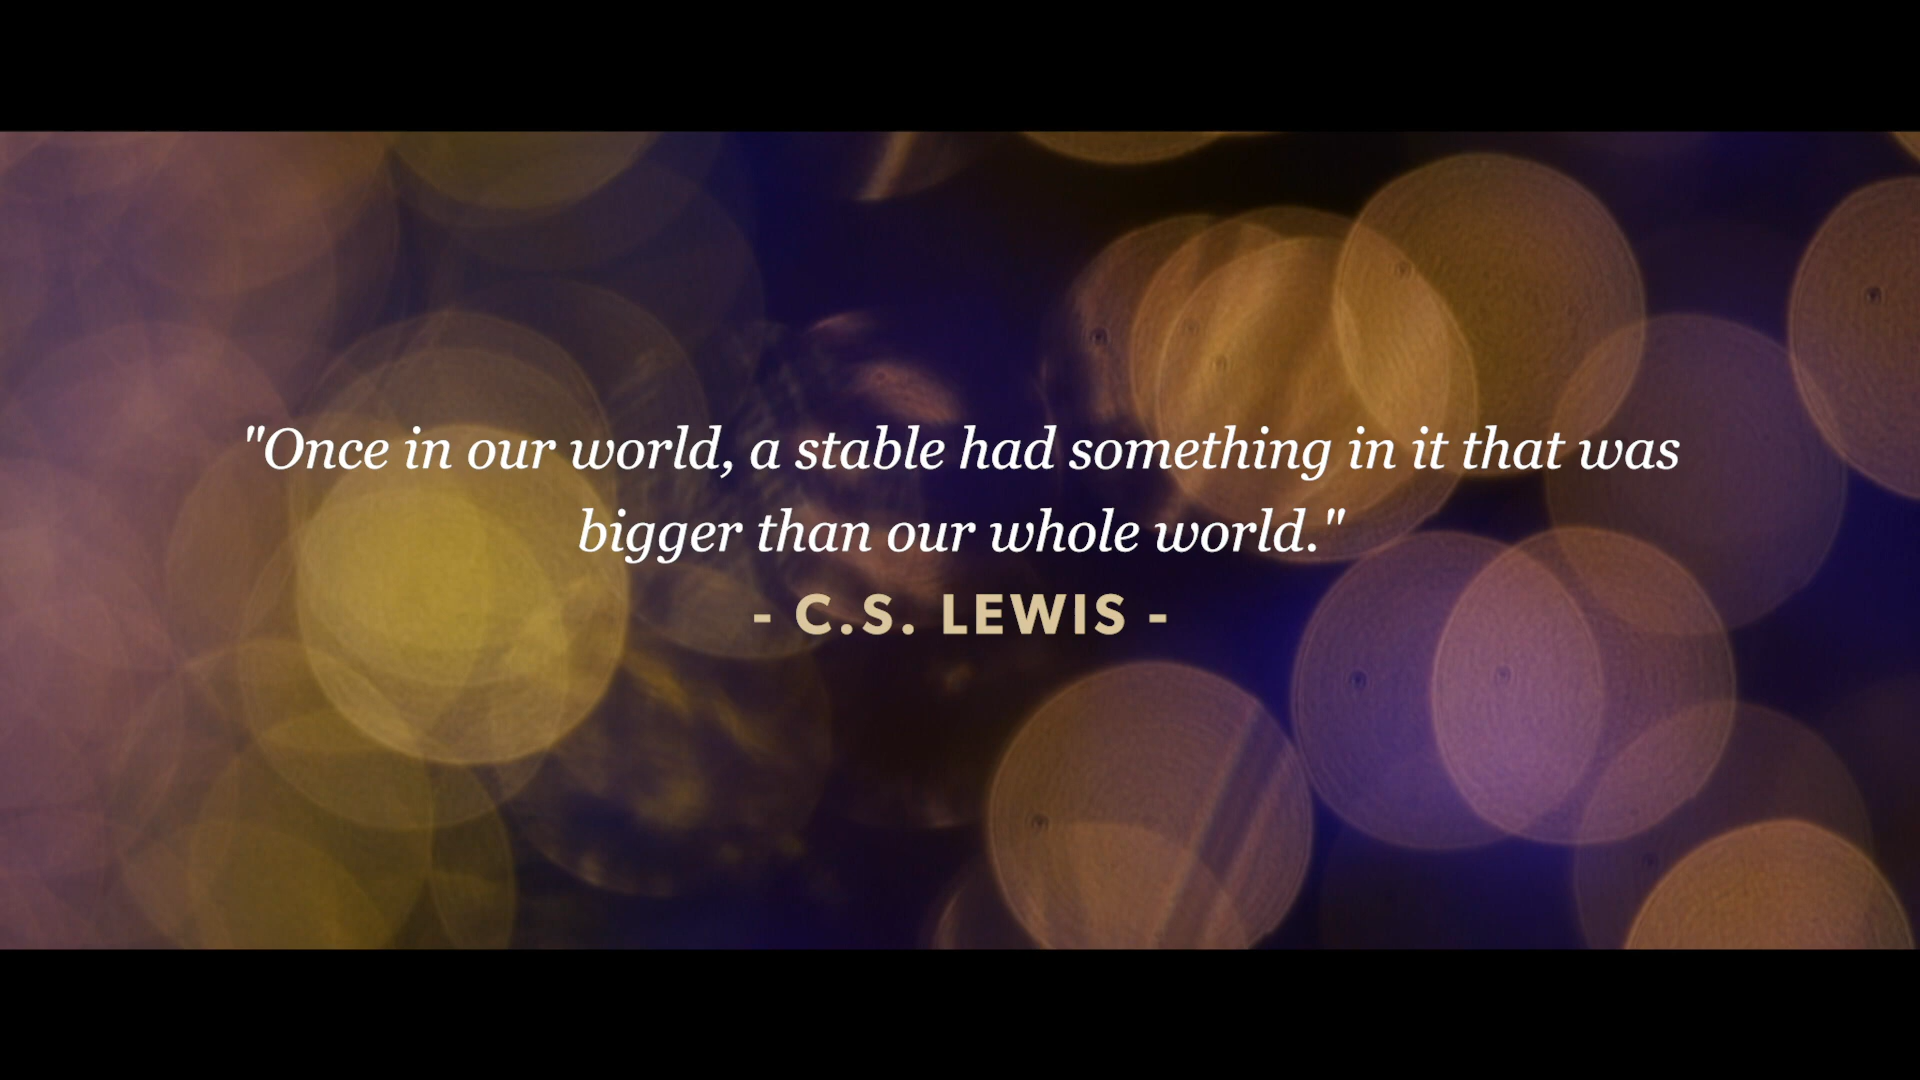 "Once in our world, a stable had something in it that was
bigger than our whole world."
- C.S. LEWIS -